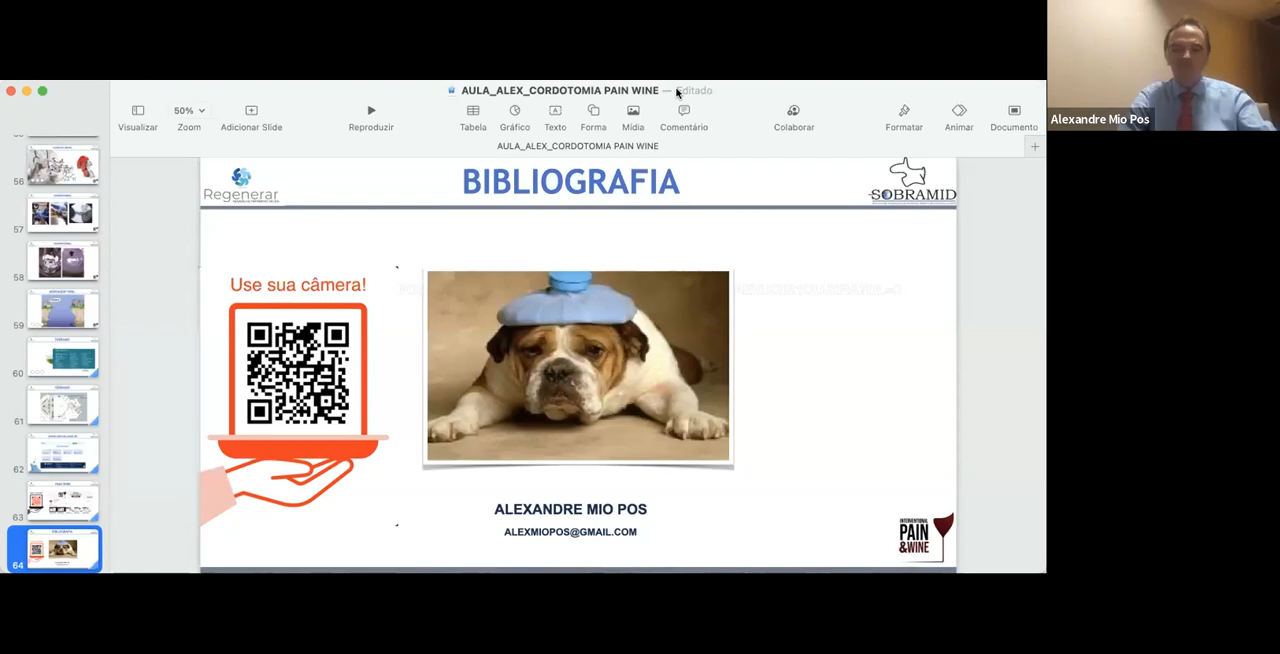 AULA_ALEX_CORDOTOMIA PAIN WINE — Editado
50%
Visualizar Zoom Adicionar Slide Reproduzir Tabela Gráfico Texto Forma Mídia Comentário Colaborar Formatar Animar Documento
AULA_ALEX_CORDOTOMIA PAIN WINE
Alexandre Mio Pos
56
57
58
59
60
61
62
63
64
Regenerar
BIBLIOGRAFIA
SOBRAMID
Use sua câmera!
ALEXANDRE MIO POS
ALEXMIOPOS@GMAIL.COM
INTERVENTIONAL
PAIN
&WINE